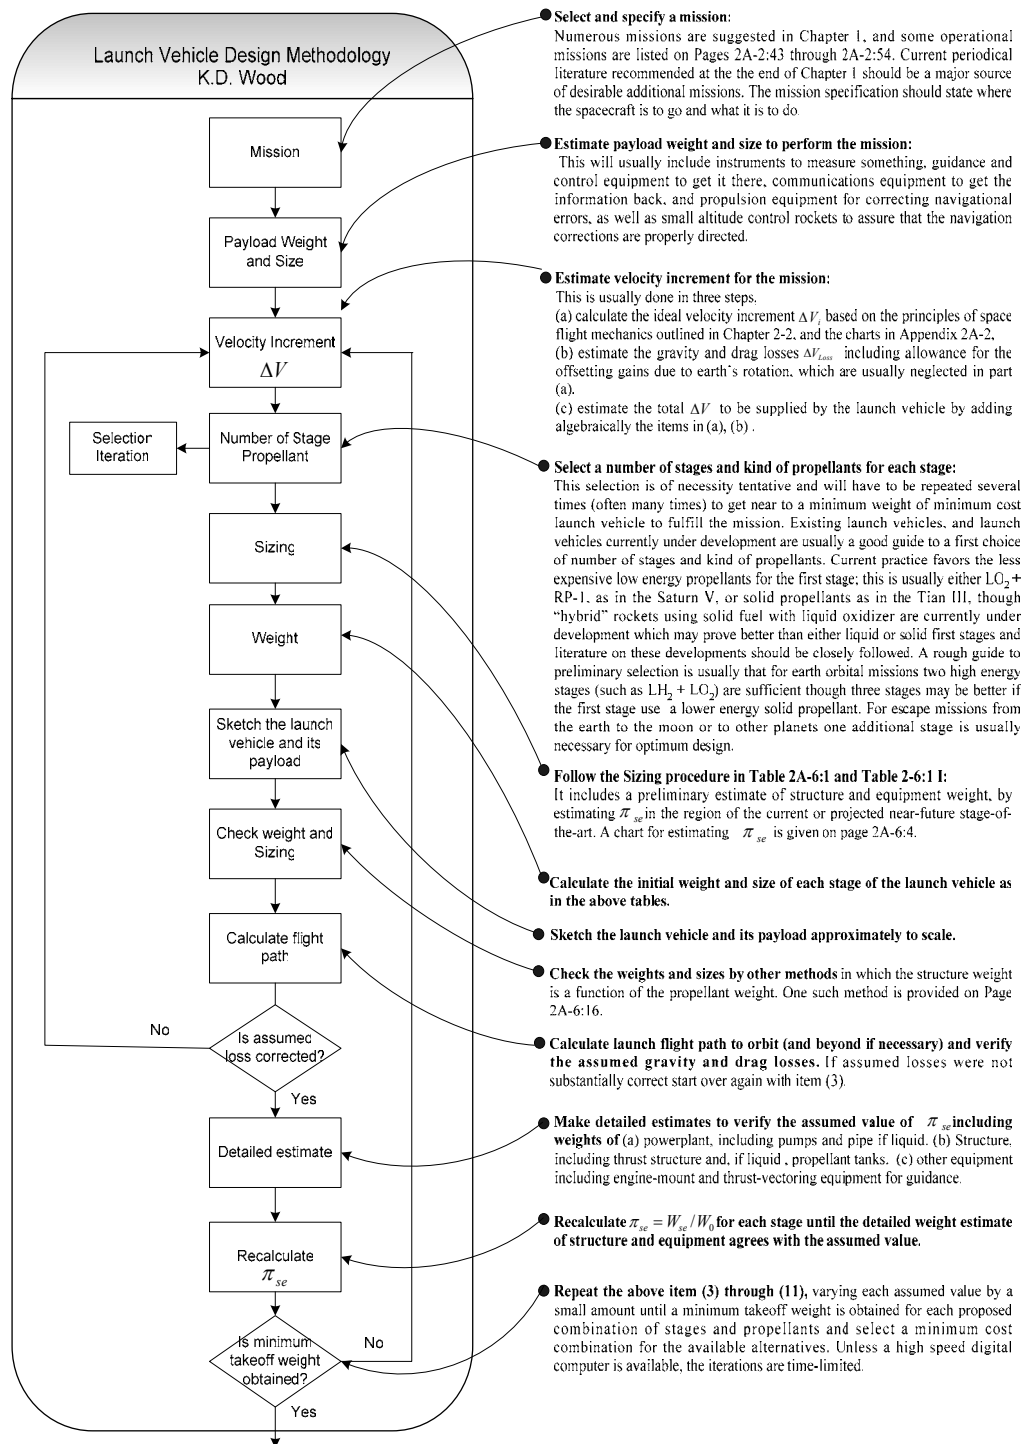 Launch Vehicle Design Methodology
K.D. Wood
Mission
Payload Weight
and Size
Velocity Increment
ΔV
Selection
Iteration
Number of Stage
Propellant
Sizing
Weight
Sketch the launch
vehicle and its
payload
Check weight and
Sizing
Calculate flight
path
No
Is assumed
loss corrected?
Yes
Detailed estimate
Recalculate
π se
No
Is minimum
takeoff weight
obtained?
Yes
Select and specify a mission:
Numerous missions are suggested in Chapter 1, and some operational
missions are listed on Pages 2A-2:43 through 2A-2:54. Current periodical
literature recommended at the the end of Chapter 1 should be a major source
of desirable additional missions. The mission specification should state where
the spacecraft is to go and what it is to do.
Estimate payload weight and size to perform the mission:
This will usually include instruments to measure something, guidance and
control equipment to get it there, communications equipment to get the
information back, and propulsion equipment for correcting navigational
errors, as well as small altitude control rockets to assure that the navigation
corrections are properly directed.
Estimate velocity increment for the mission:
This is usually done in three steps.
(a) calculate the ideal velocity increment ΔVi based on the principles of space
flight mechanics outlined in Chapter 2-2, and the charts in Appendix 2A-2,
(b) estimate the gravity and drag losses ΔVLoss including allowance for the
offsetting gains due to earth's rotation, which are usually neglected in part
(a).
(c) estimate the total ΔV to be supplied by the launch vehicle by adding
algebraically the items in (a), (b) .
Select a number of stages and kind of propellants for each stage:
This selection is of necessity tentative and will have to be repeated several
times (often many times) to get near to a minimum weight of minimum cost
launch vehicle to fulfill the mission. Existing launch vehicles, and launch
vehicles currently under development are usually a good guide to a first choice
of number of stages and kind of propellants. Current practice favors the less
expensive low energy propellants for the first stage; this is usually either LO2 +
RP-1, as in the Saturn V, or solid propellants as in the Tian III, though
“hybrid” rockets using solid fuel with liquid oxidizer are currently under
development which may prove better than either liquid or solid first stages and
literature on these developments should be closely followed. A rough guide to
preliminary selection is usually that for earth orbital missions two high energy
stages (such as LH2 + LO2) are sufficient though three stages may be better if
the first stage use a lower energy solid propellant. For escape missions from
the earth to the moon or to other planets one additional stage is usually
necessary for optimum design.
Follow the Sizing procedure in Table 2A-6:1 and Table 2-6:1 I:
It includes a preliminary estimate of structure and equipment weight, by
estimating π se in the region of the current or projected near-future stage-of-
the-art. A chart for estimating π se is given on page 2A-6:4.
Calculate the initial weight and size of each stage of the launch vehicle as
in the above tables.
Sketch the launch vehicle and its payload approximately to scale.
Check the weights and sizes by other methods in which the structure weight
is a function of the propellant weight. One such method is provided on Page
2A-6:16.
Calculate launch flight path to orbit (and beyond if necessary) and verify
the assumed gravity and drag losses. If assumed losses were not
substantially correct start over again with item (3).
Make detailed estimates to verify the assumed value of π se including
weights of (a) powerplant, including pumps and pipe if liquid. (b) Structure,
including thrust structure and, if liquid , propellant tanks. (c) other equipment
including engine-mount and thrust-vectoring equipment for guidance.
Recalculate π se = Wse / W0 for each stage until the detailed weight estimate
of structure and equipment agrees with the assumed value.
Repeat the above item (3) through (11), varying each assumed value by a
small amount until a minimum takeoff weight is obtained for each proposed
combination of stages and propellants and select a minimum cost
combination for the available alternatives. Unless a high speed digital
computer is available, the iterations are time-limited.